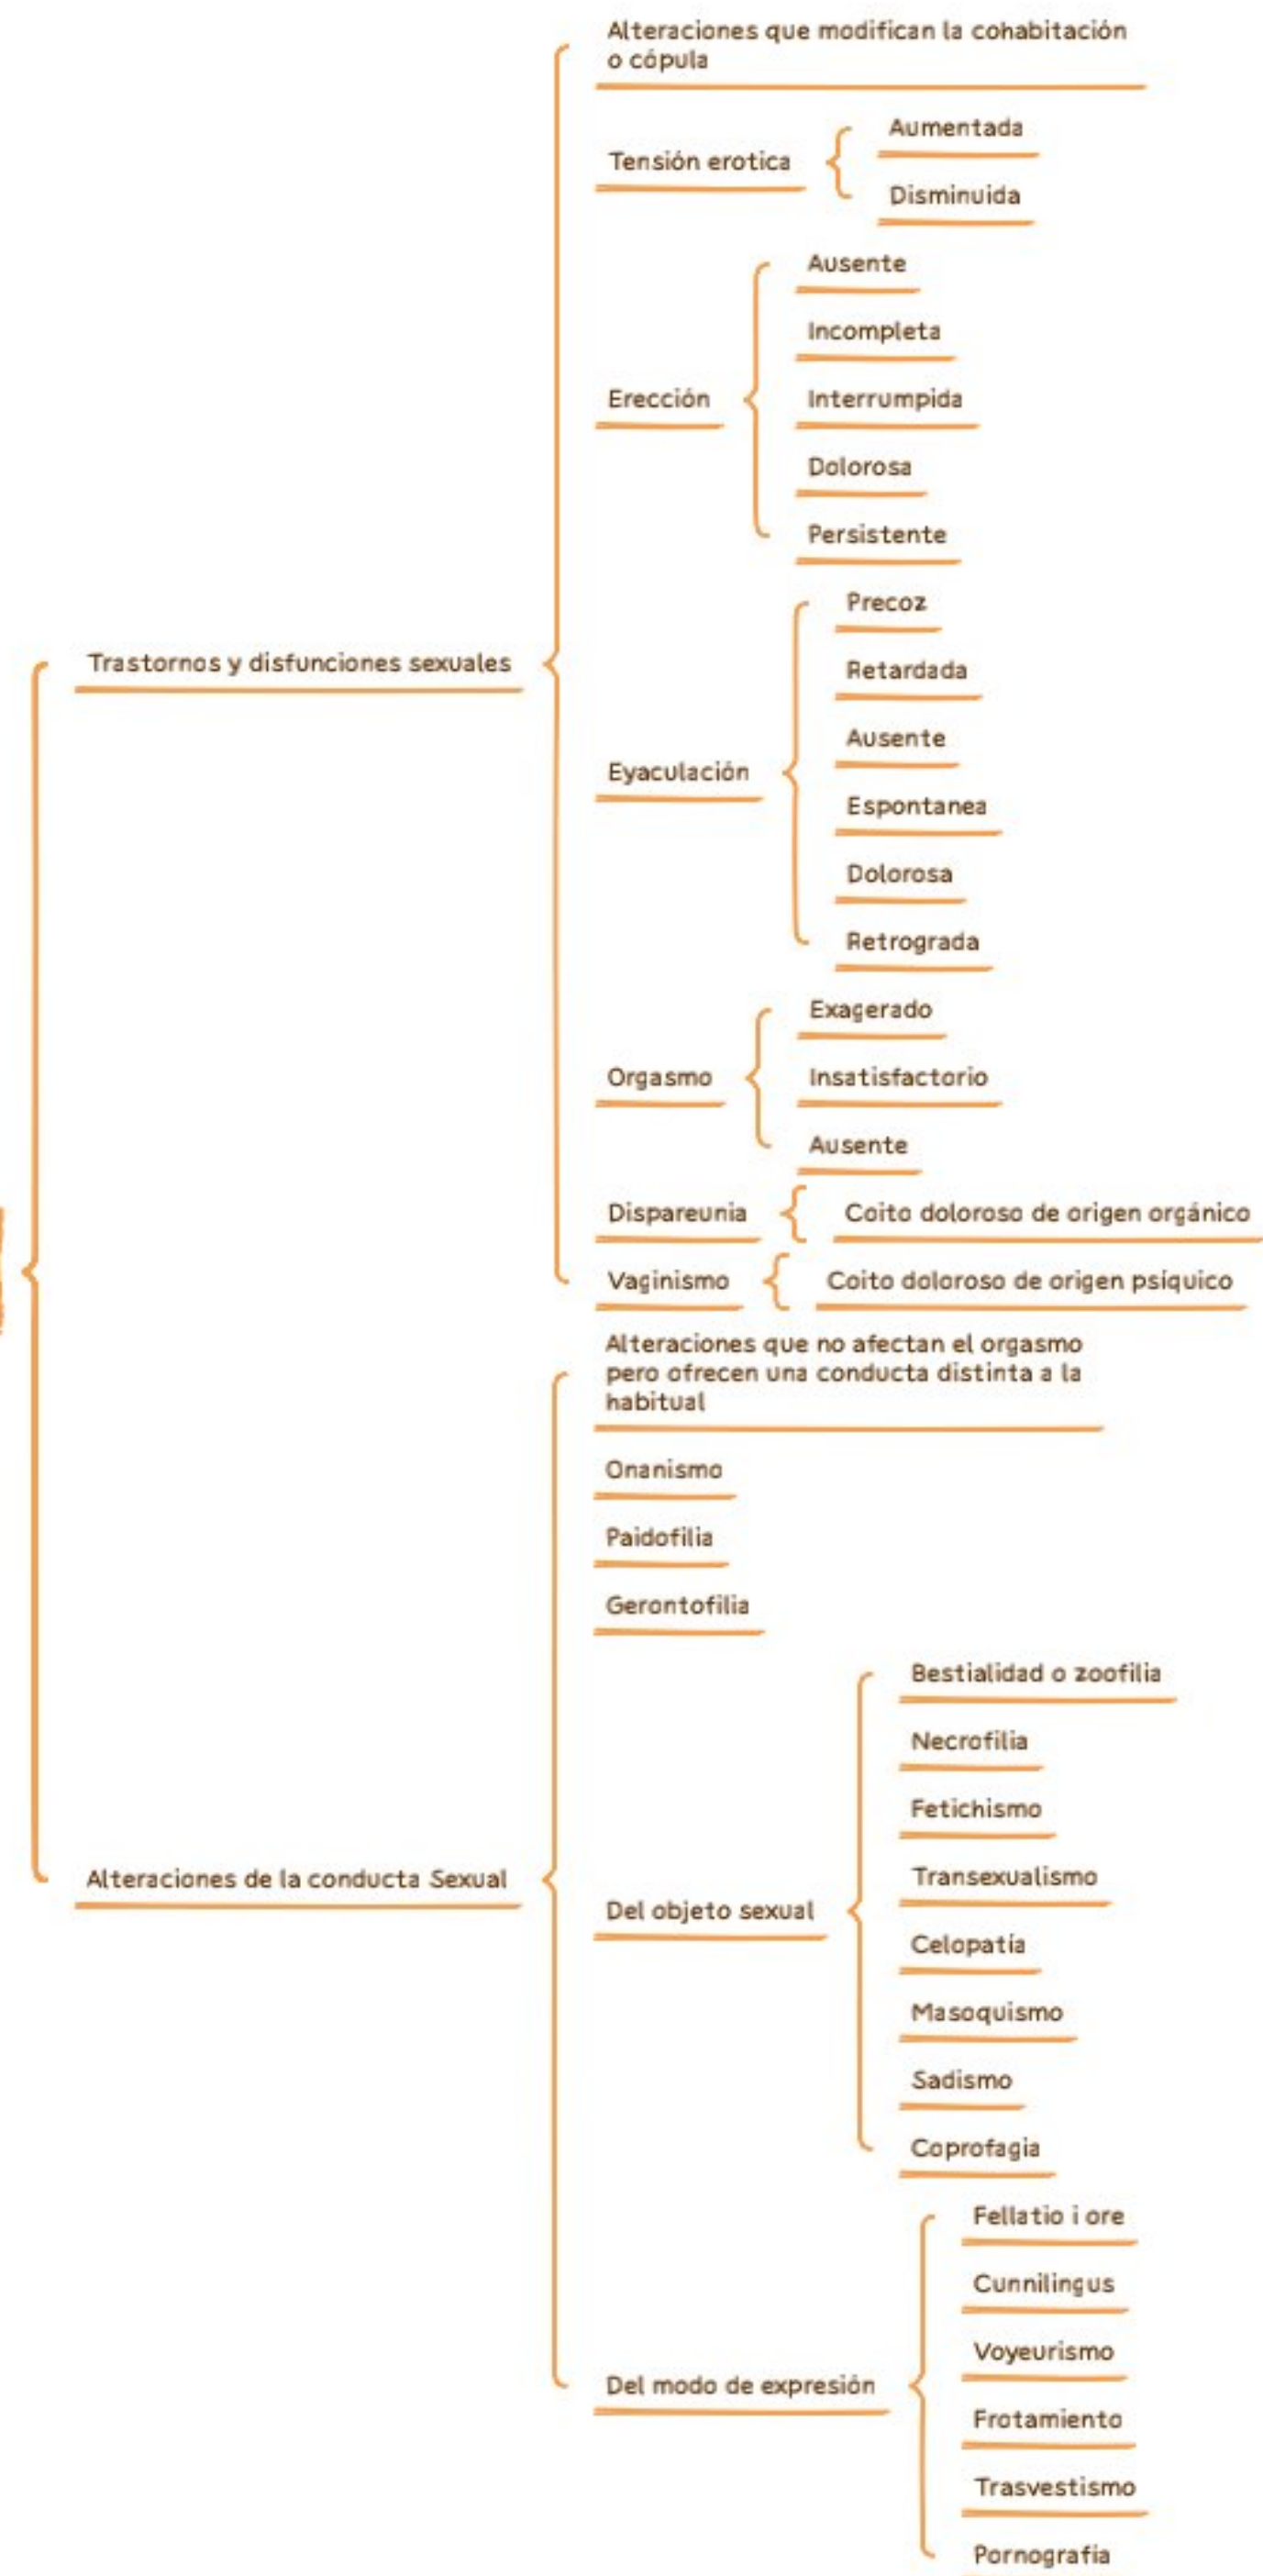 Alteraciones que modifican la cohabitación
o cópula
Tensión erotica
Aumentada
Disminuida
Erección
Ausente
Incompleta
Interrumpida
Dolorosa
Persistente
Trastornos y disfunciones sexuales
Eyaculación
Precoz
Retardada
Ausente
Espontanea
Dolorosa
Retrograda
Orgasmo
Exagerado
Insatisfactorio
Ausente
Dispareunia
Coito doloroso de origen orgánico
Vaginismo
Coito doloroso de origen psíquico
Alteraciones que no afectan el orgasmo
pero ofrecen una conducta distinta a la
habitual
Onanismo
Paidofilia
Gerontofilia
Alteraciones de la conducta Sexual
Del objeto sexual
Bestialidad o zoofilia
Necrofilia
Fetichismo
Transexualismo
Celopatía
Masoquismo
Sadismo
Coprofagia
Del modo de expresión
Fellatio i ore
Cunnilingus
Voyeurismo
Frotamiento
Trasvestismo
Pornografia